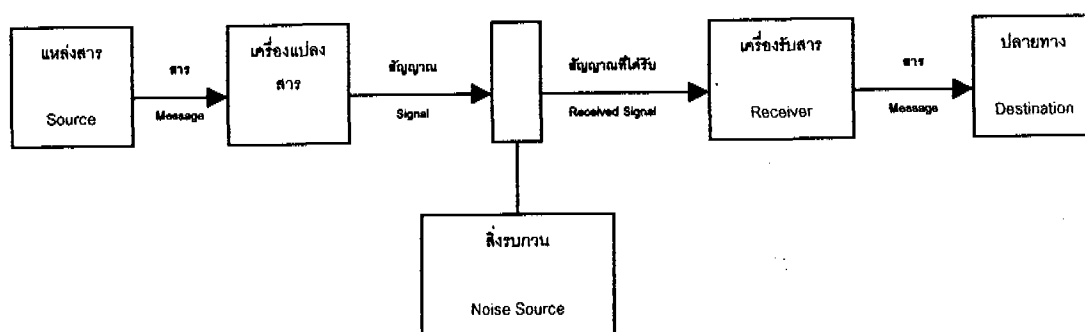 แหล่งสาร
Source
สาร
Message
เครื่องแปลง
สาร
สัญญาณ
Signal
สัญญาณที่ได้รับ
Received Signal
เครื่องรับสาร
Receiver
สาร
Message
ปลายทาง
Destination
สิ่งรบกวน
Noise Source